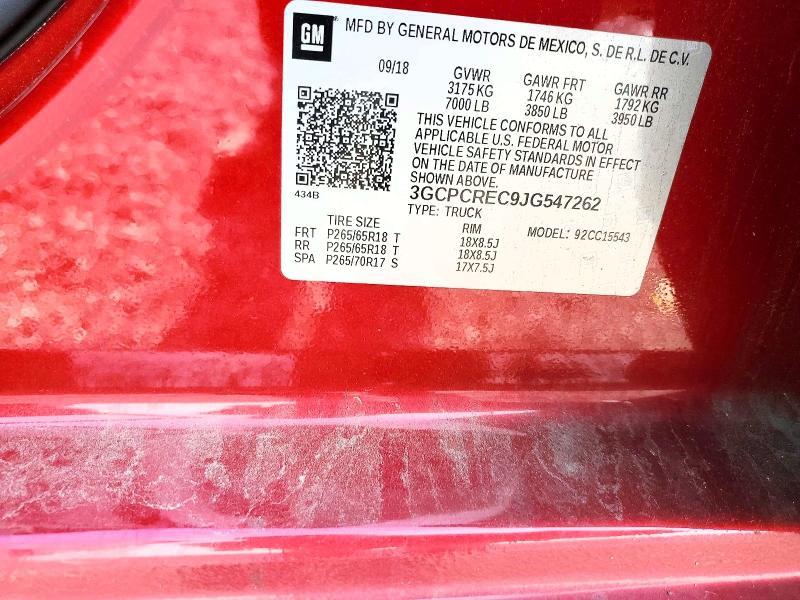 GM MFD BY GENERAL MOTORS DE MEXICO, S. DE R.L. DE C.V.
09/18 GVWR GAWR FRT GAWR RR
3175 KG 1746 KG 1792 KG
7000 LB 3850 LB 3950 LB
THIS VEHICLE CONFORMS TO ALL
APPLICABLE U.S. FEDERAL MOTOR
VEHICLE SAFETY STANDARDS IN EFFECT
ON THE DATE OF MANUFACTURE
SHOWN ABOVE.
434B
3GCPCREC9JG547262
TYPE: TRUCK
TIRE SIZE RIM MODEL: 92CC15543
FRT P265/65R18 T 18X8.5J
RR P265/65R18 T 18X8.5J
SPA P265/70R17 S 17X7.5J